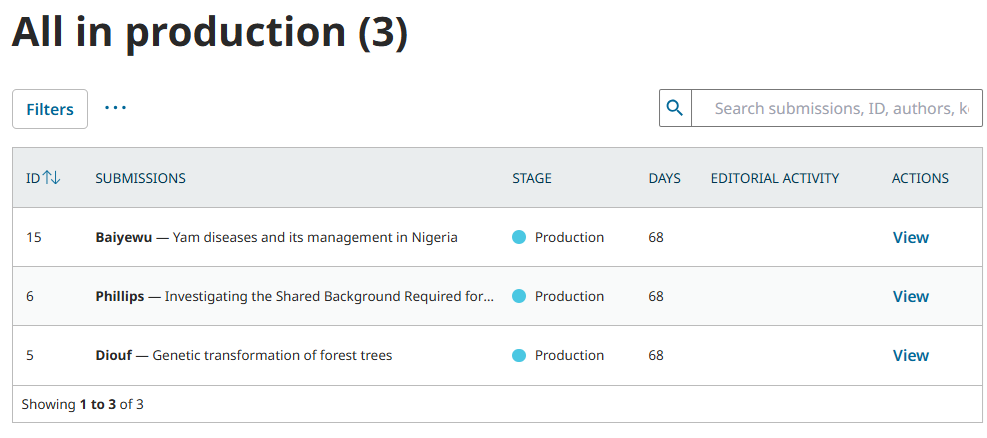 All in production (3)
Filters ...
Search submissions, ID, authors, k
ID SUBMISSIONS STAGE DAYS EDITORIAL ACTIVITY ACTIONS
15 Baiyewu — Yam diseases and its management in Nigeria Production 68 View
6 Phillips — Investigating the Shared Background Required for... Production 68 View
5 Diouf — Genetic transformation of forest trees Production 68 View
Showing 1 to 3 of 3